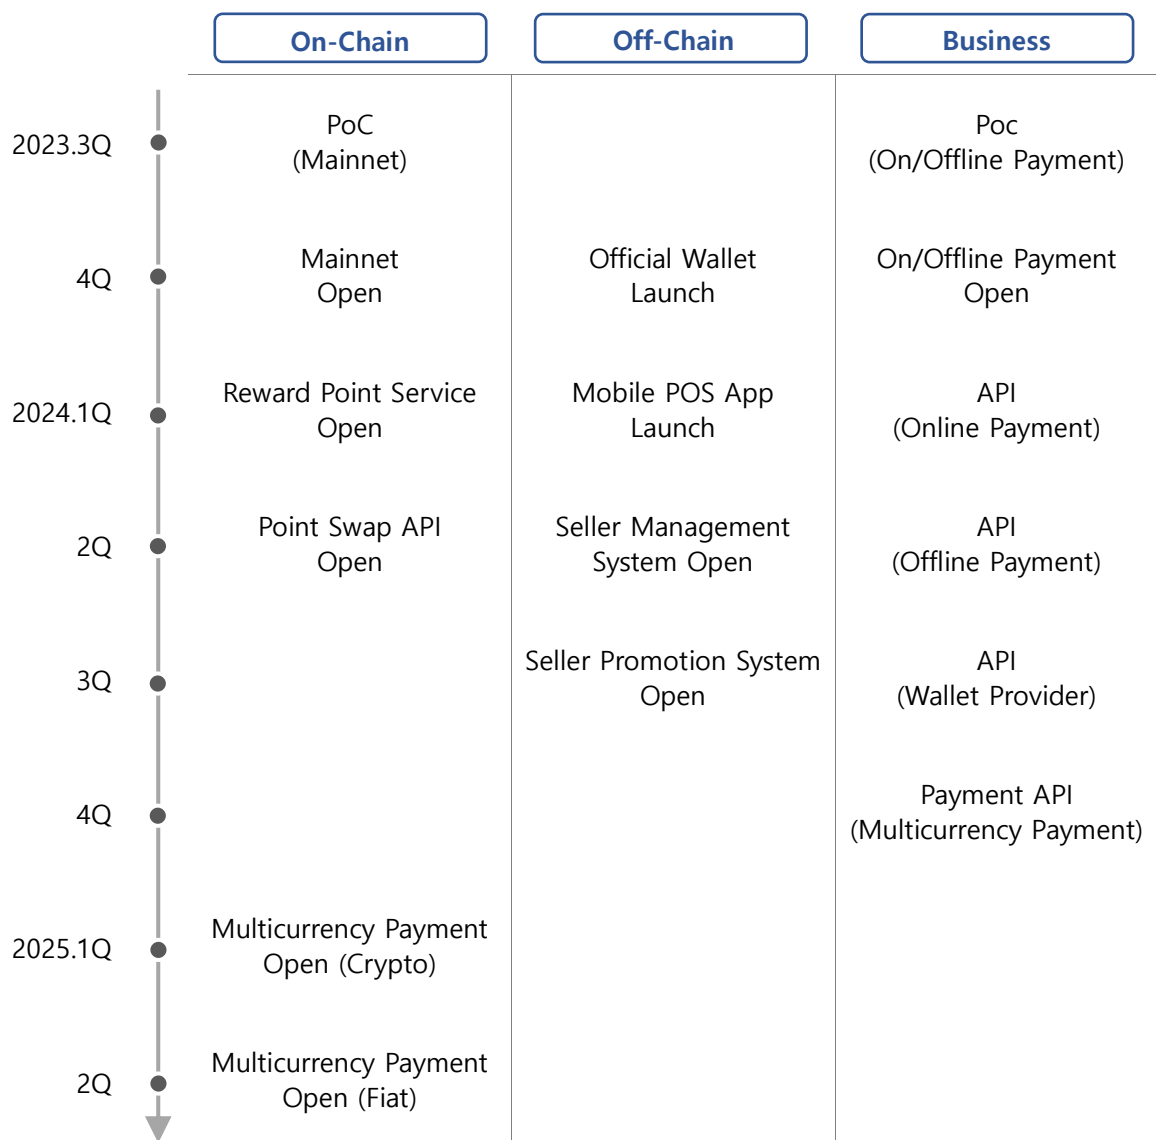 On-Chain
Off-Chain
Business
2023.3Q
PoC
(Mainnet)
Poc
(On/Offline Payment)
4Q
Mainnet
Open
Official Wallet
Launch
On/Offline Payment
Open
2024.1Q
Reward Point Service
Open
Mobile POS App
Launch
API
(Online Payment)
2Q
Point Swap API
Open
Seller Management
System Open
API
(Offline Payment)
3Q
Seller Promotion System
Open
API
(Wallet Provider)
4Q
Payment API
(Multicurrency Payment)
2025.1Q
Multicurrency Payment
Open (Crypto)
2Q
Multicurrency Payment
Open (Fiat)